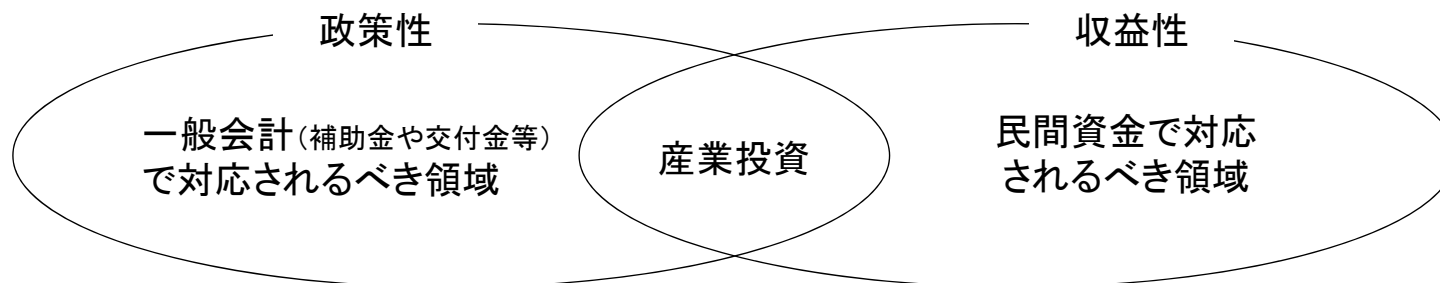 政策性
収益性
一般会計(補助金や交付金等)
で対応されるべき領域
産業投資
民間資金で対応
されるべき領域